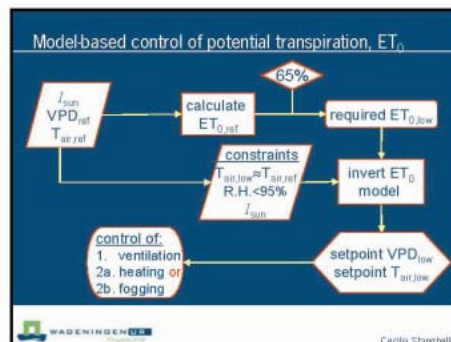 Model-based control of potential transpiration, ET0
65%
Isun
VPDref
Tair,ref
calculate
ET0,ref
required ET0,low
constraints
Tair,low≈Tair,ref
R.H.<95%
Isun
invert ET0
model
control of:
1. ventilation
2a. heating or
2b. fogging
setpoint VPDlow
setpoint Tair,low
WAGENINGEN UR
Cecilia Stanghell